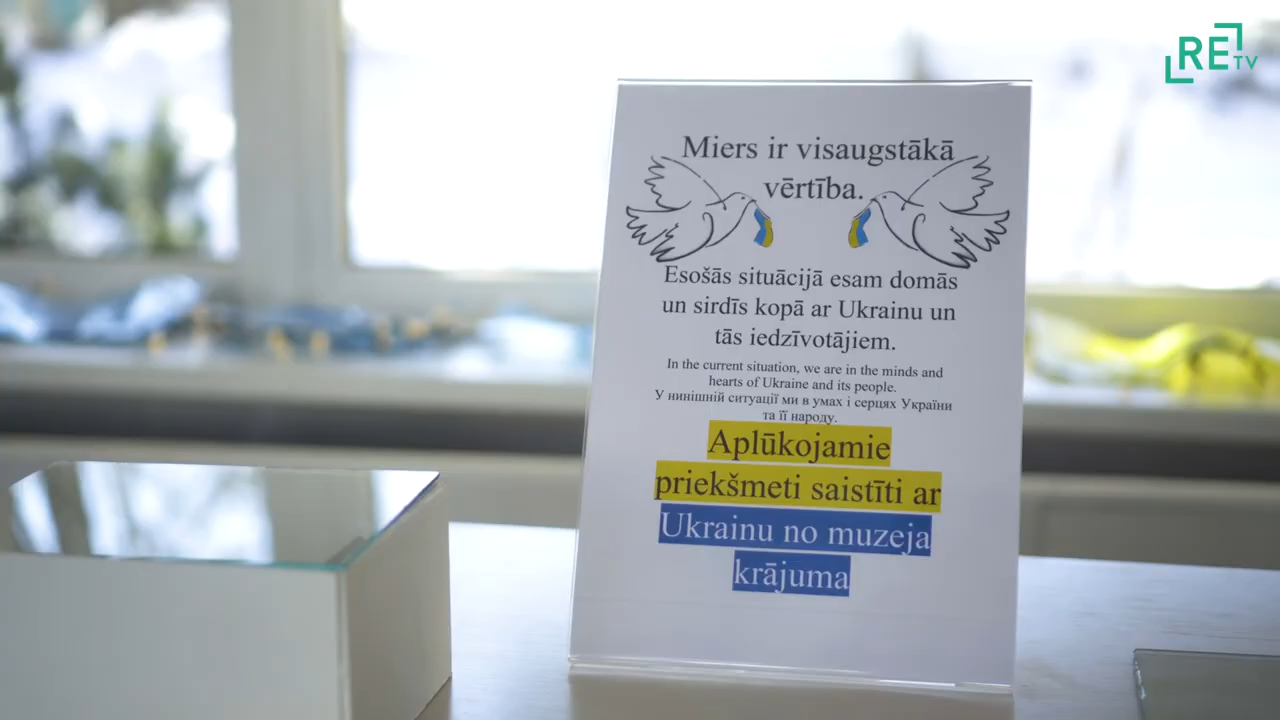 RE TV
Miers ir visaugstākā
vērtība.
Esošās situācijā esam domās
un sirdīs kopā ar Ukrainu un
tās iedzīvotājiem.
In the current situation, we are in the minds and
hearts of Ukraine and its people.
У нинішній ситуації ми в умах і серцях України
та її народу.
Aplūkojamie
priekšmeti saistīti ar
Ukrainu no muzeja
krājuma